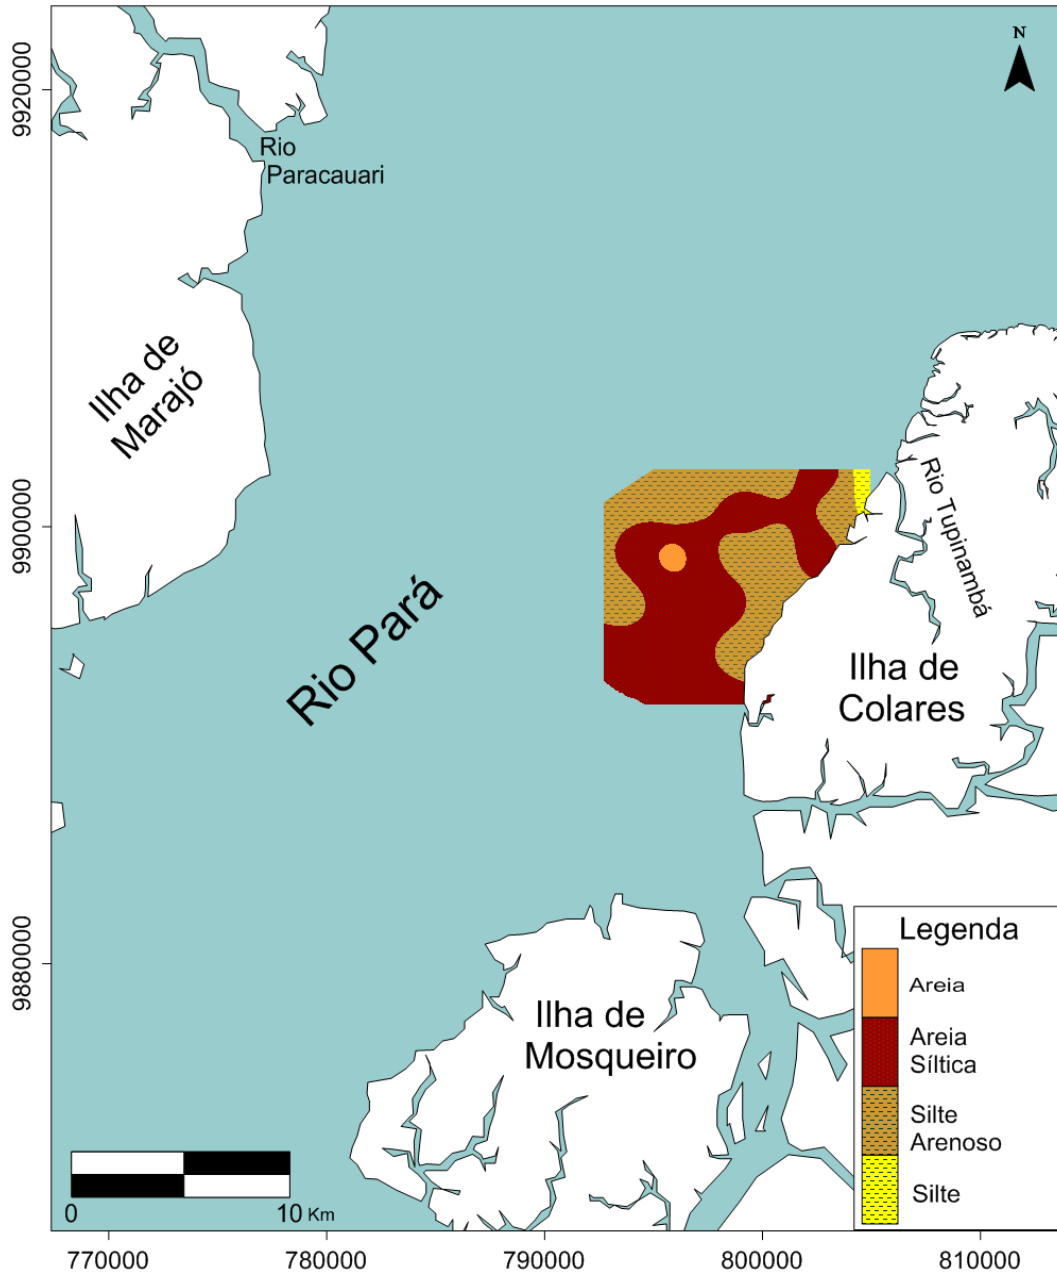 N
9920000
Rio
Paracauari
Ilha de
Marajó
9900000
Rio Tupinambá
Rio Pará
Ilha de
Colares
9880000
Ilha de
Mosqueiro
Legenda
Areia
Areia
Síltica
Silte
Arenoso
Silte
0 10 Km
770000 780000 790000 800000 810000